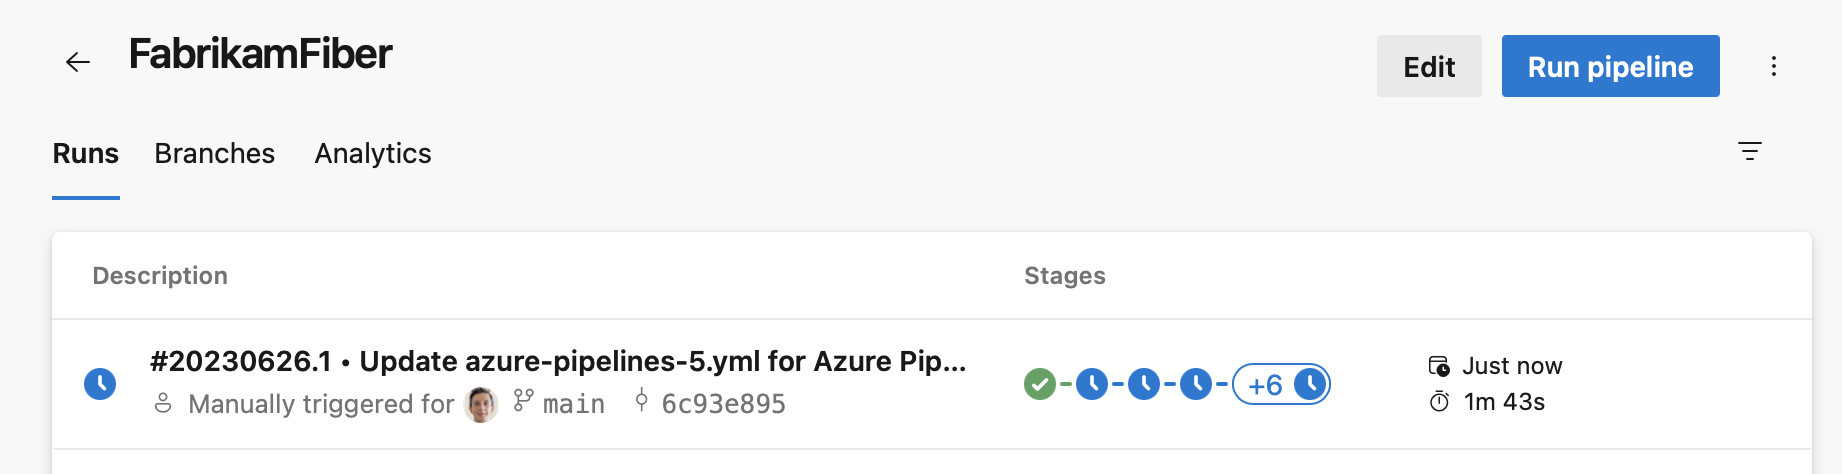 FabrikamFiber
Edit
Run pipeline
Runs
Branches
Analytics
Description
Stages
#20230626.1 • Update azure-pipelines-5.yml for Azure Pip...
Manually triggered for main 6c93e895
+6
Just now
1m 43s